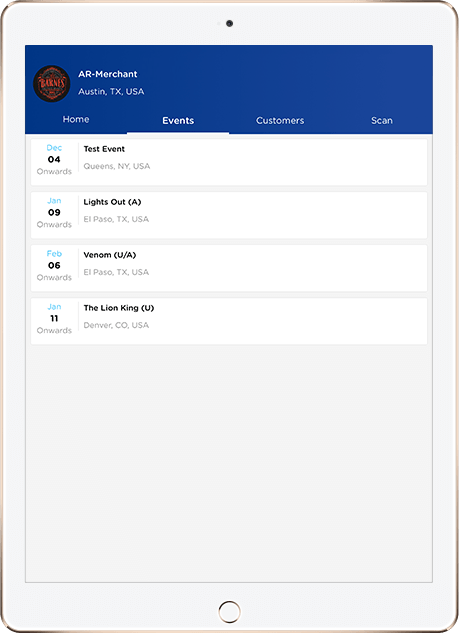 BARNES
AR-Merchant
Austin, TX, USA
Home Events Customers Scan
Dec
04
Onwards
Test Event
Queens, NY, USA
Jan
09
Onwards
Lights Out (A)
El Paso, TX, USA
Feb
06
Onwards
Venom (U/A)
El Paso, TX, USA
Jan
11
Onwards
The Lion King (U)
Denver, CO, USA